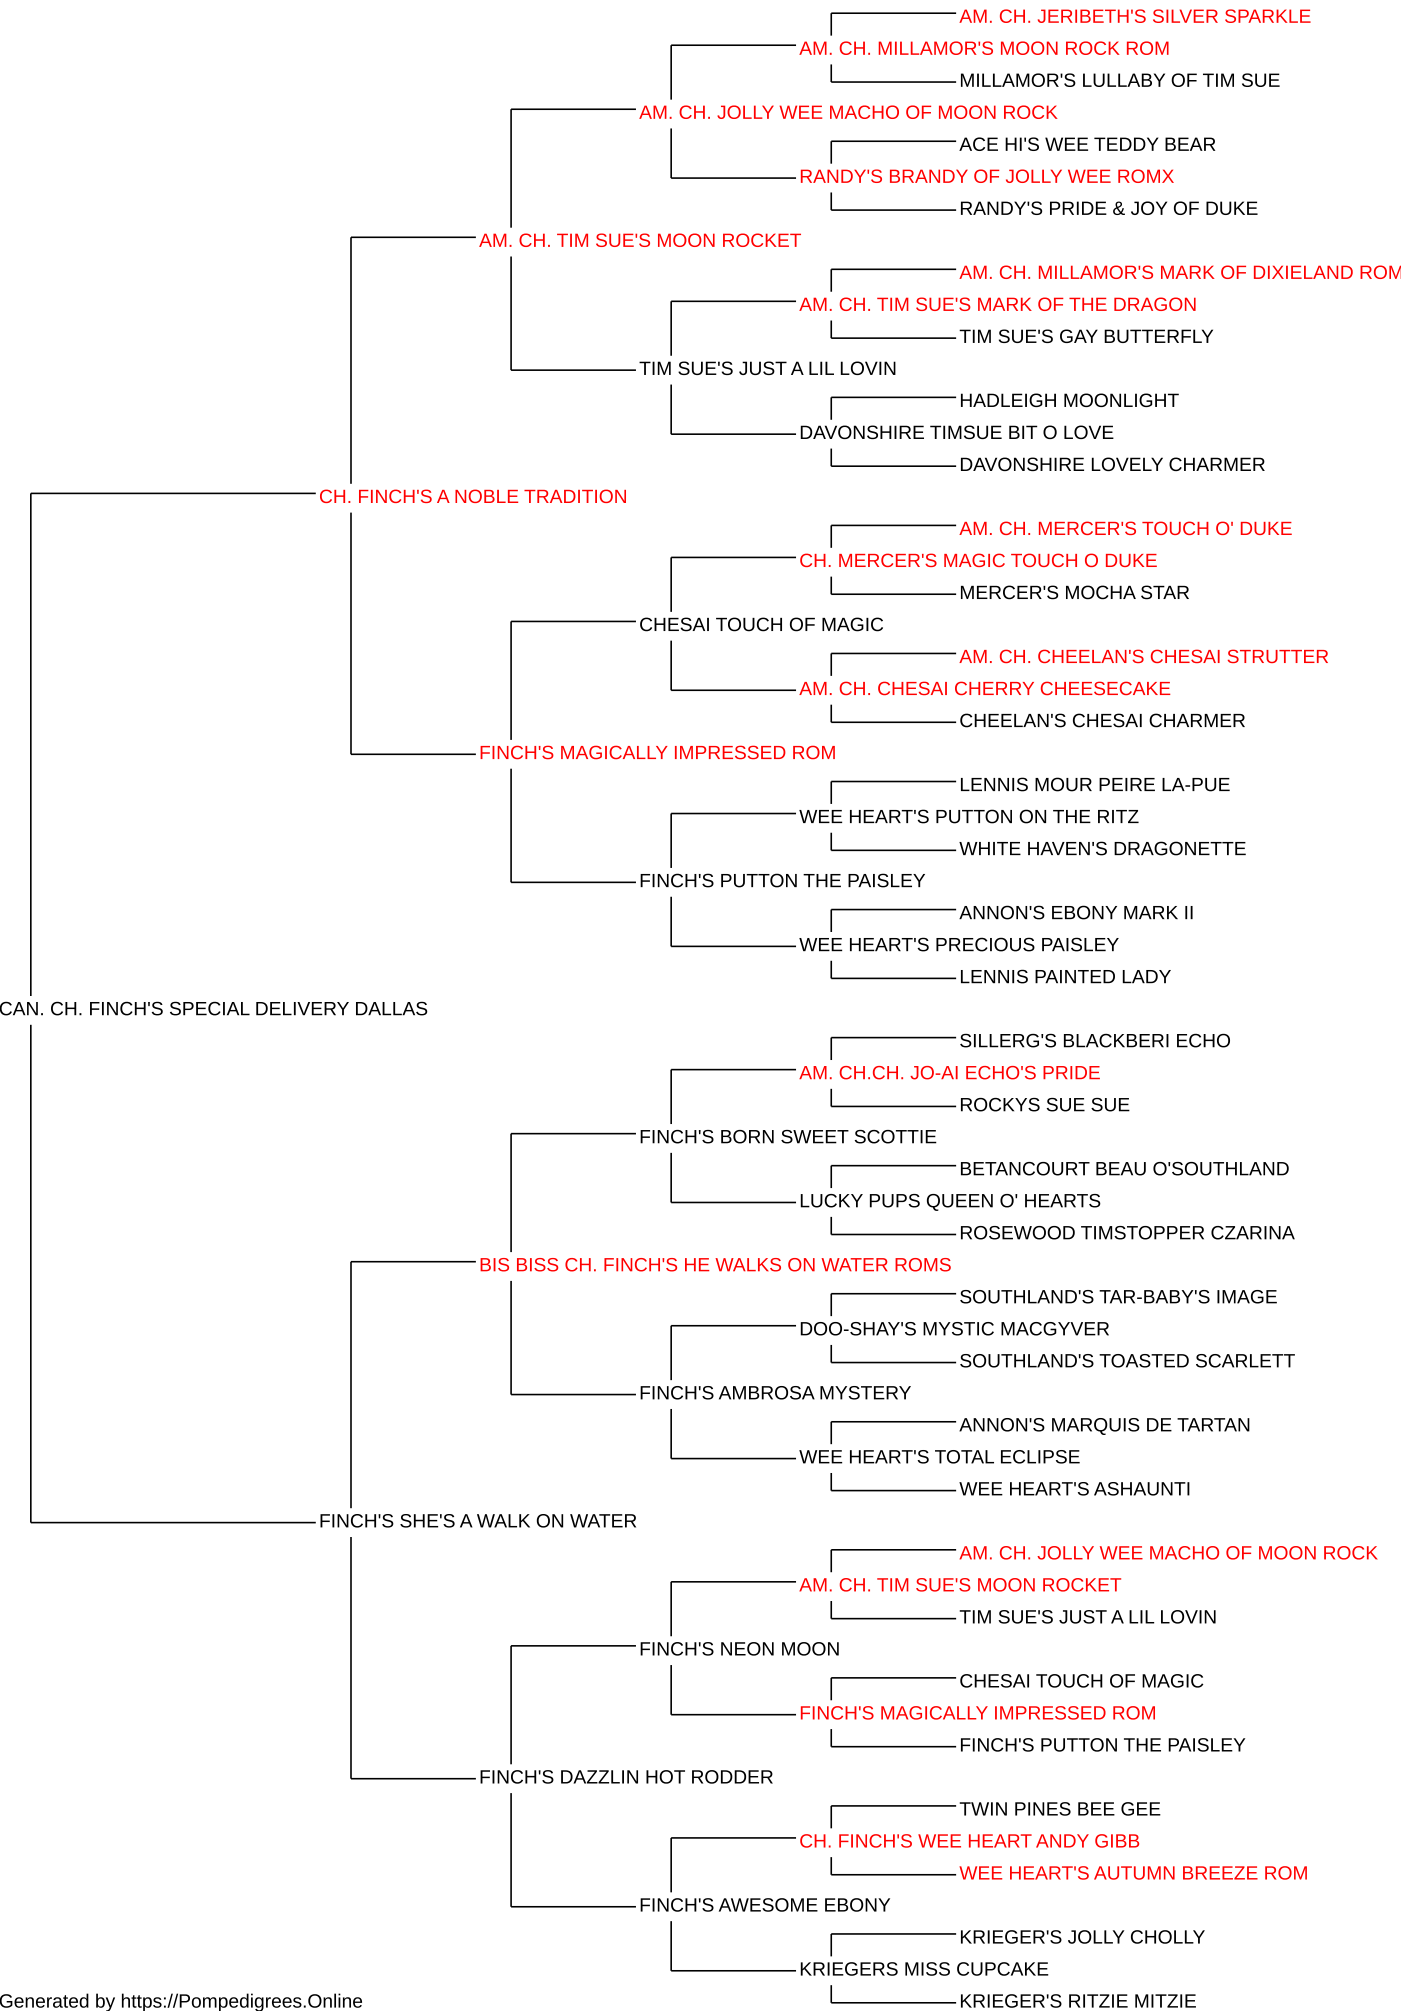 AM. CH. JERIBETH'S SILVER SPARKLE
AM. CH. MILLAMOR'S MOON ROCK ROM
MILLAMOR'S LULLABY OF TIM SUE
AM. CH. JOLLY WEE MACHO OF MOON ROCK
ACE HI'S WEE TEDDY BEAR
RANDY'S BRANDY OF JOLLY WEE ROMX
RANDY'S PRIDE & JOY OF DUKE
AM. CH. TIM SUE'S MOON ROCKET
AM. CH. MILLAMOR'S MARK OF DIXIELAND ROM
AM. CH. TIM SUE'S MARK OF THE DRAGON
TIM SUE'S GAY BUTTERFLY
TIM SUE'S JUST A LIL LOVIN
HADLEIGH MOONLIGHT
DAVONSHIRE TIMSUE BIT O LOVE
DAVONSHIRE LOVELY CHARMER
CH. FINCH'S A NOBLE TRADITION
AM. CH. MERCER'S TOUCH O' DUKE
CH. MERCER'S MAGIC TOUCH O DUKE
MERCER'S MOCHA STAR
CHESAI TOUCH OF MAGIC
AM. CH. CHEELAN'S CHESAI STRUTTER
AM. CH. CHESAI CHERRY CHEESECAKE
CHEELAN'S CHESAI CHARMER
FINCH'S MAGICALLY IMPRESSED ROM
LENNIS MOUR PEIRE LA-PUE
WEE HEART'S PUTTON ON THE RITZ
WHITE HAVEN'S DRAGONETTE
FINCH'S PUTTON THE PAISLEY
ANNON'S EBONY MARK II
WEE HEART'S PRECIOUS PAISLEY
LENNIS PAINTED LADY
CAN. CH. FINCH'S SPECIAL DELIVERY DALLAS
SILLERG'S BLACKBERI ECHO
AM. CH.CH. JO-AI ECHO'S PRIDE
ROCKYS SUE SUE
FINCH'S BORN SWEET SCOTTIE
BETANCOURT BEAU O'SOUTHLAND
LUCKY PUPS QUEEN O' HEARTS
ROSEWOOD TIMSTOPPER CZARINA
BIS BISS CH. FINCH'S HE WALKS ON WATER ROMS
SOUTHLAND'S TAR-BABY'S IMAGE
DOO-SHAY'S MYSTIC MACGYVER
SOUTHLAND'S TOASTED SCARLETT
FINCH'S AMBROSA MYSTERY
ANNON'S MARQUIS DE TARTAN
WEE HEART'S TOTAL ECLIPSE
WEE HEART'S ASHAUNTI
FINCH'S SHE'S A WALK ON WATER
AM. CH. JOLLY WEE MACHO OF MOON ROCK
AM. CH. TIM SUE'S MOON ROCKET
TIM SUE'S JUST A LIL LOVIN
FINCH'S NEON MOON
CHESAI TOUCH OF MAGIC
FINCH'S MAGICALLY IMPRESSED ROM
FINCH'S PUTTON THE PAISLEY
FINCH'S DAZZLIN HOT RODDER
TWIN PINES BEE GEE
CH. FINCH'S WEE HEART ANDY GIBB
WEE HEART'S AUTUMN BREEZE ROM
FINCH'S AWESOME EBONY
KRIEGER'S JOLLY CHOLLY
KRIEGERS MISS CUPCAKE
KRIEGER'S RITZIE MITZIE
Generated by https://Pompedigrees.Online